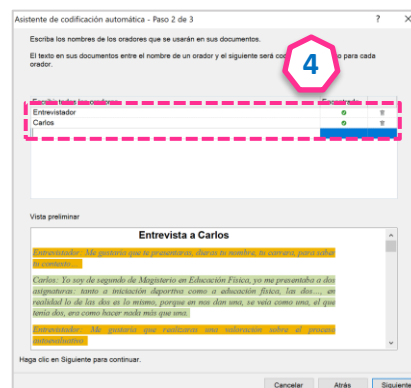 Asistente de codificación automática - Paso 2 de 3
Escriba los nombres de los oradores que se usarán en sus documentos.
El texto en sus documentos entre el nombre de un orador y el siguiente será para cada
orador.
4
Entrevistador
Carlos
Vista preliminar
Entrevista a Carlos
Entrevistador: Me gustaría que te presentaras, dieras tu nombre, tu carrera, para saber
tu contexto...
Carlos: Yo soy de segundo de Magisterio en Educación Física, yo me presentaba a dos
asignaturas: tanto a iniciación deportiva como a educación física, las dos..., en
realidad lo de las dos es lo mismo, porque en nos dan una, se veía como una, el que
tenía dos, era como hacer nada más que una.
Entrevistador: Me gustaría que realizaras una valoración sobre el proceso
autoevaluativo.
Haga clic en Siguiente para continuar.
Cancelar Atrás Siguiente